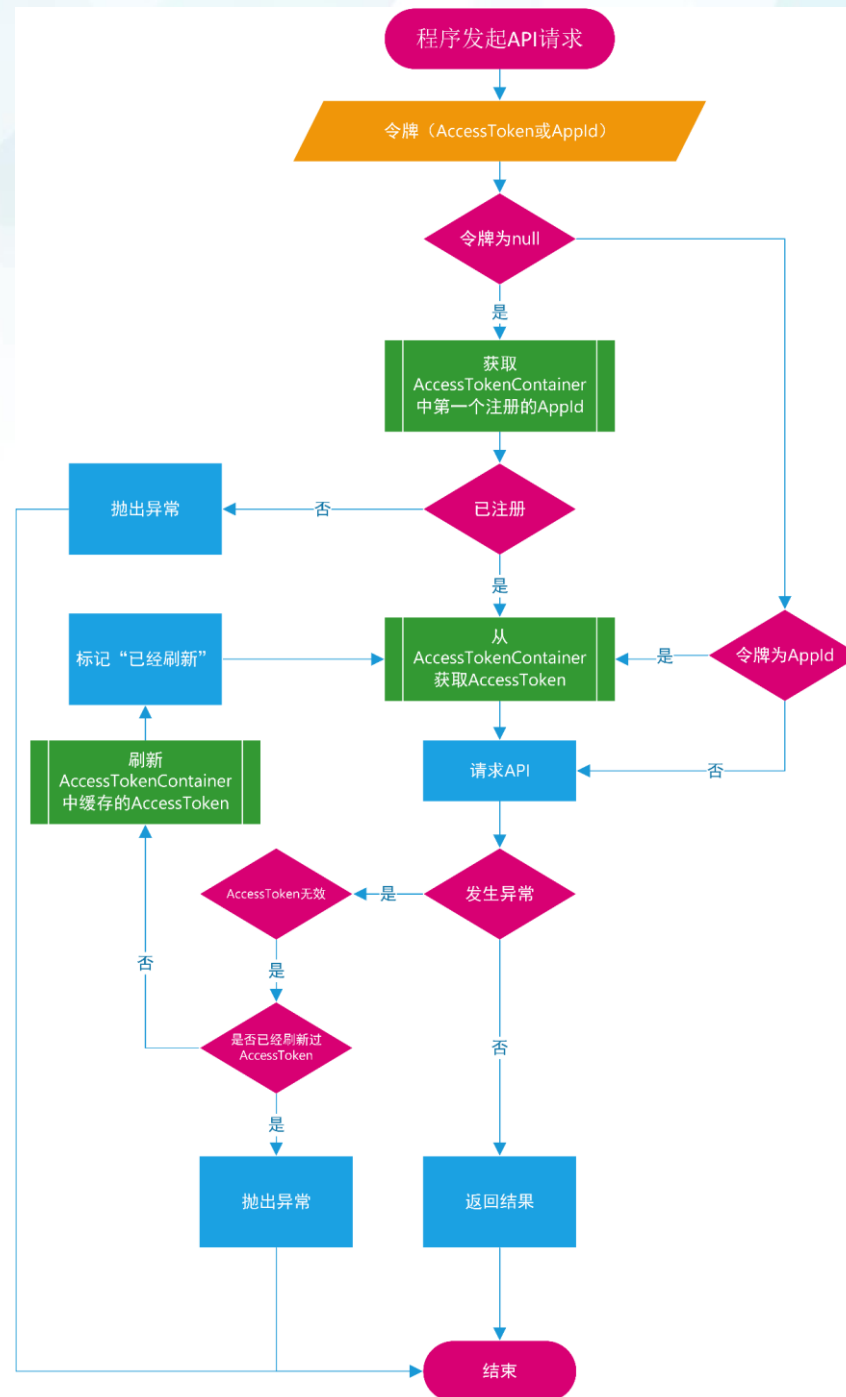 程序发起API请求
令牌（AccessToken或AppId）
令牌为null
是
获取
AccessTokenContainer
中第一个注册的AppId
抛出异常
否
已注册
是
标记“已经刷新”
从
AccessTokenContainer
获取AccessToken
是
令牌为AppId
刷新
AccessTokenContainer
中缓存的AccessToken
请求API
否
AccessToken无效
是
发生异常
否
是
是否已经刷新过
AccessToken
否
是
抛出异常
返回结果
结束